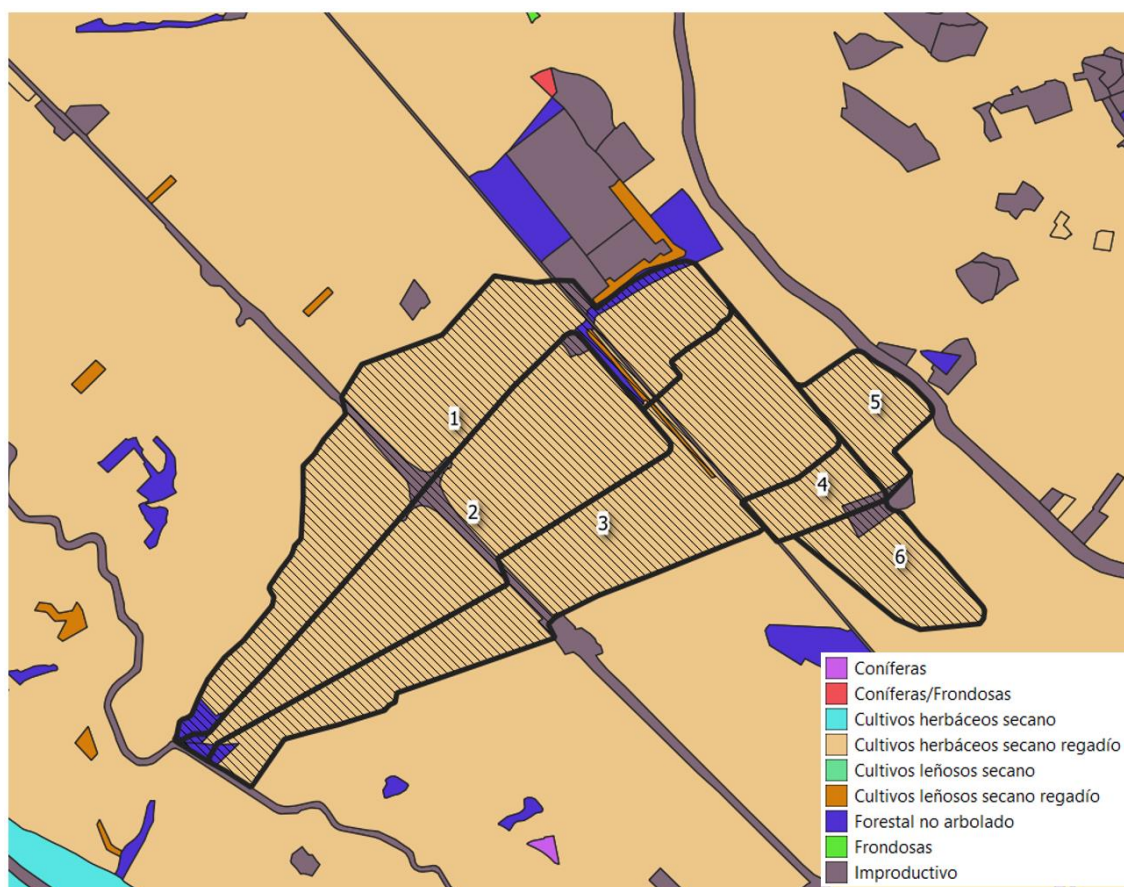 1
2
3
4
5
6
Coníferas
Coníferas/Frondosas
Cultivos herbáceos secano
Cultivos herbáceos secano regadío
Cultivos leñosos secano
Cultivos leñosos secano regadío
Forestal no arbolado
Frondosas
Improductivo